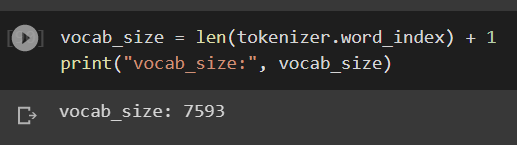 vocab_size = len(tokenizer.word_index) + 1
print("vocab_size:", vocab_size)
vocab_size: 7593